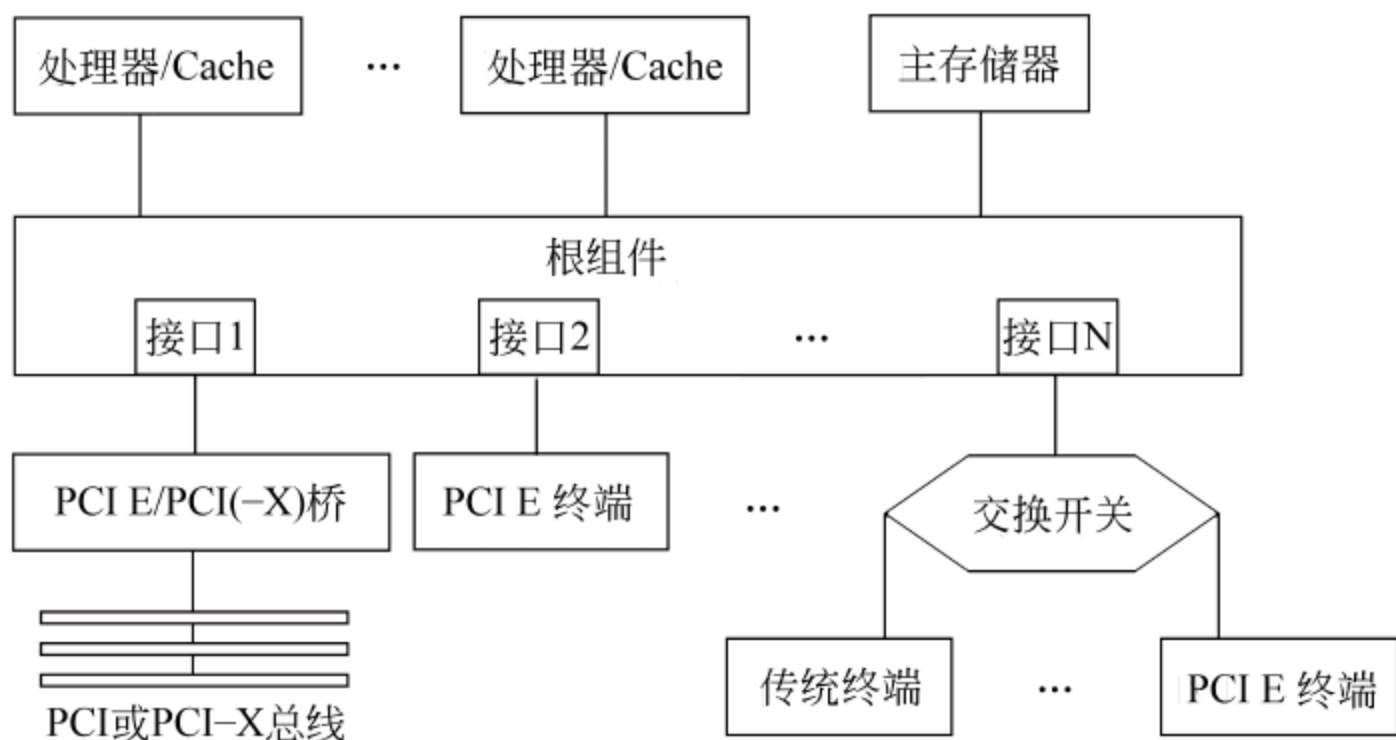 处理器/Cache ... 处理器/Cache 主存储器
根组件
接口1 接口2 ... 接口N
PCI E/PCI(−X)桥 PCI E 终端 ... 交换开关
传统终端 ... PCI E 终端
PCI或PCI−X总线